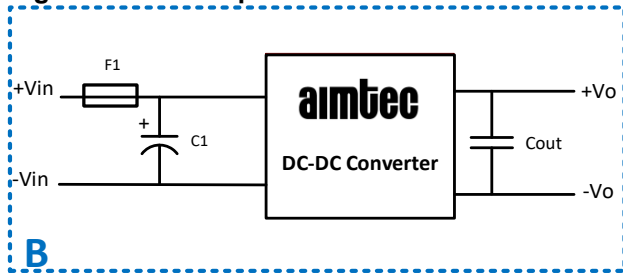 F1
+Vin
+
C1
-Vin
aimtec
DC-DC Converter
+Vo
Cout
-Vo
B